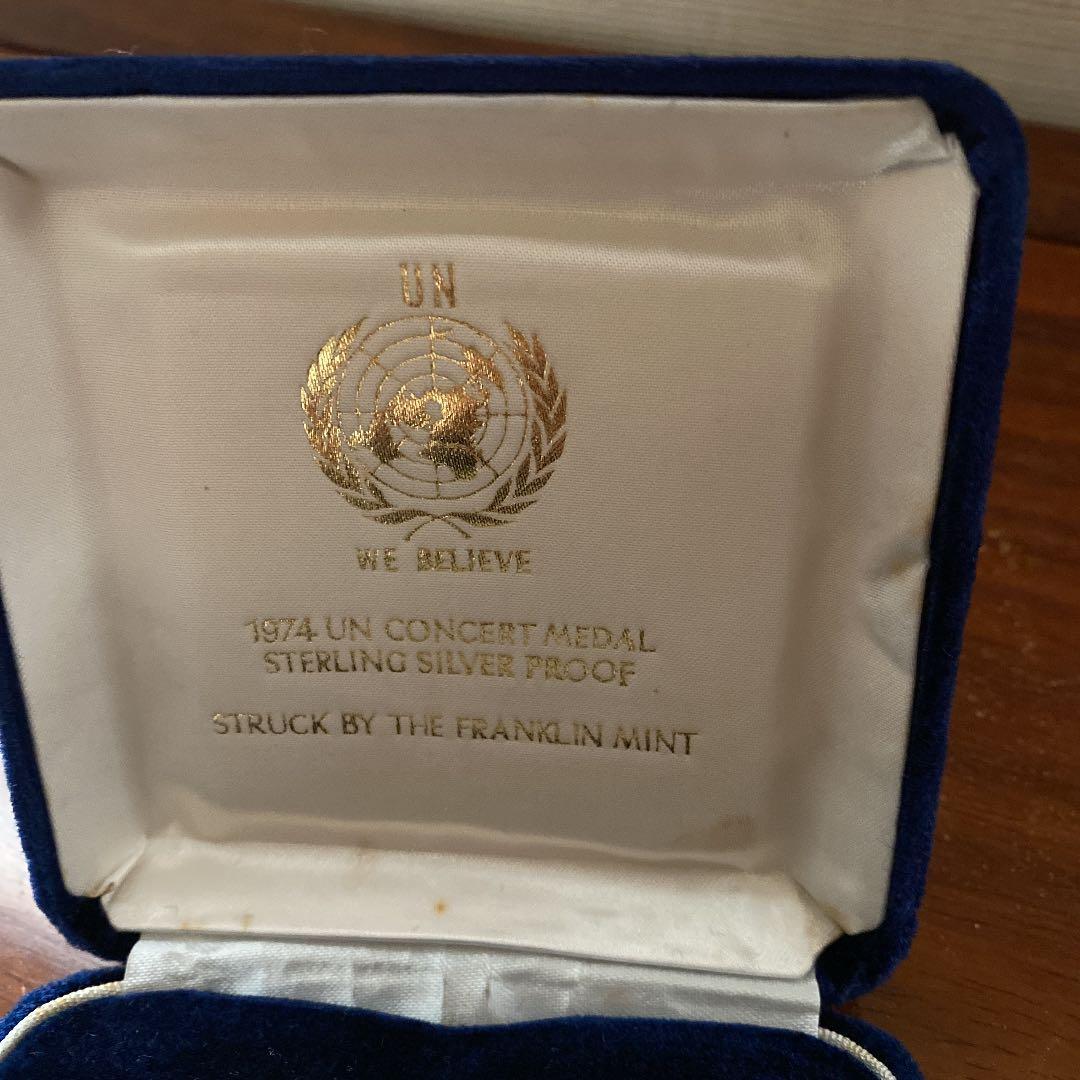 UN
WE BELIEVE
1974 UN CONCERT MEDAL
STERLING SILVER PROOF
STRUCK BY THE FRANKLIN MINT